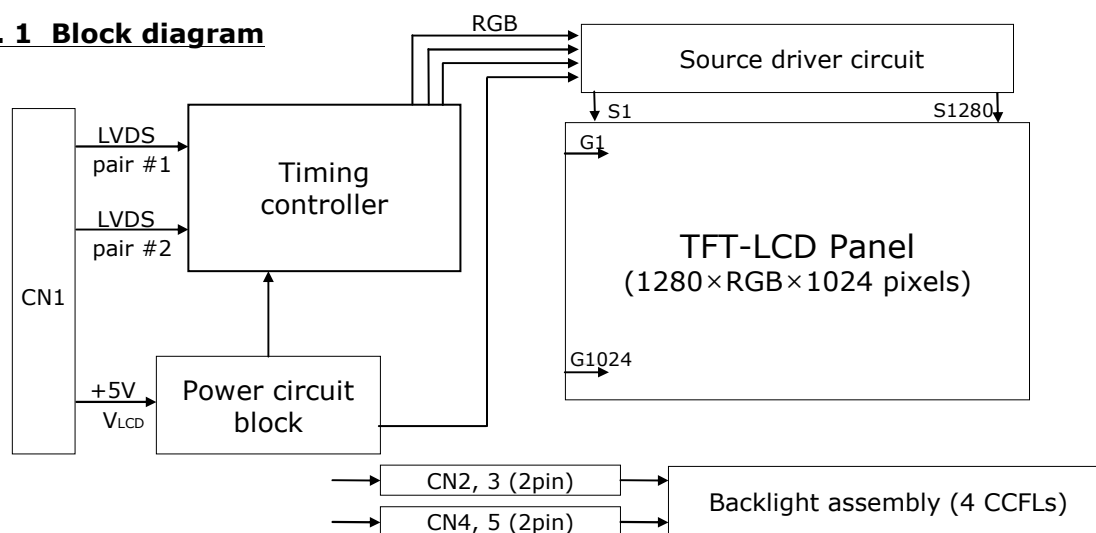 . 1 Block diagram
RGB
Source driver circuit
S1
S1280
CN1
LVDS
pair #1
LVDS
pair #2
Timing
controller
G1
TFT-LCD Panel
(1280×RGB×1024 pixels)
G1024
+5V
VLCD
Power circuit
block
CN2, 3 (2pin)
CN4, 5 (2pin)
Backlight assembly (4 CCFLs)